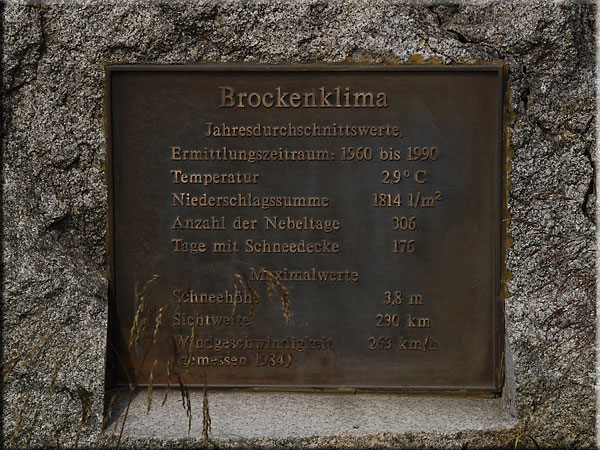 Brockenklima
Jahresdurchschnittswerte,
Ermittlungszeitraum: 1960 bis 1990
Temperatur 2,9° C
Niederschlagssumme 1814 l/m²
Anzahl der Nebeltage 306
Tage mit Schneedecke 176
Maximalwerte
Schneehöhe 3,8 m
Sichtweite 230 km
Windgeschwindigkeit 263 km/h
(gemessen 1984)